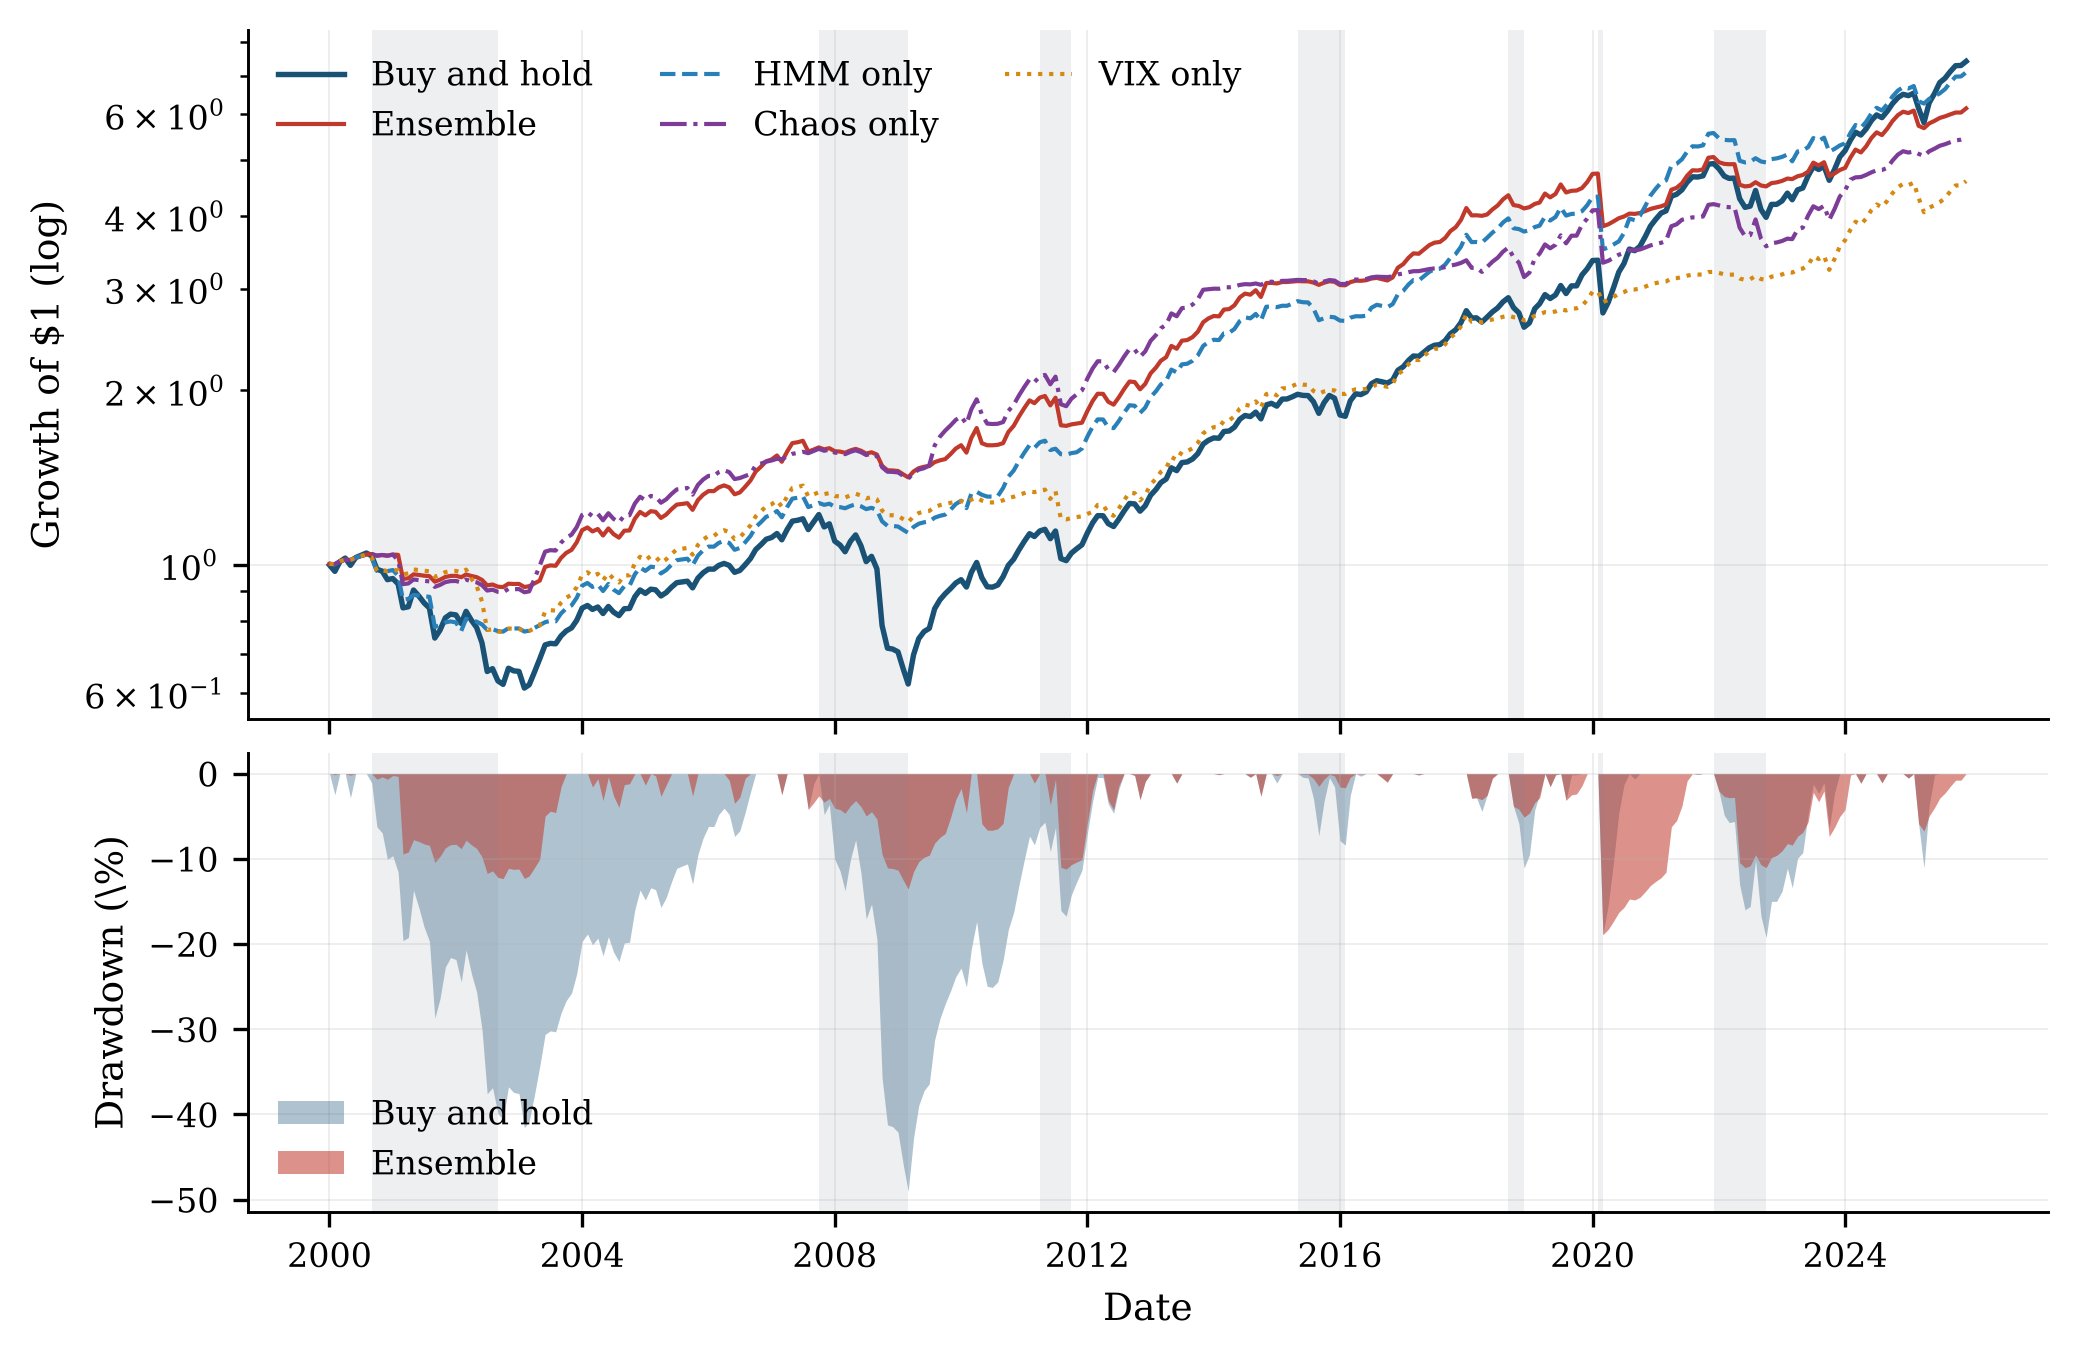 Buy and hold
Ensemble
HMM only
Chaos only
VIX only
Growth of $1 (log)
6 × 10⁰
4 × 10⁰
3 × 10⁰
2 × 10⁰
10⁰
6 × 10⁻¹
Drawdown (\%)
0
−10
−20
−30
−40
−50
Buy and hold
Ensemble
2000 2004 2008 2012 2016 2020 2024
Date